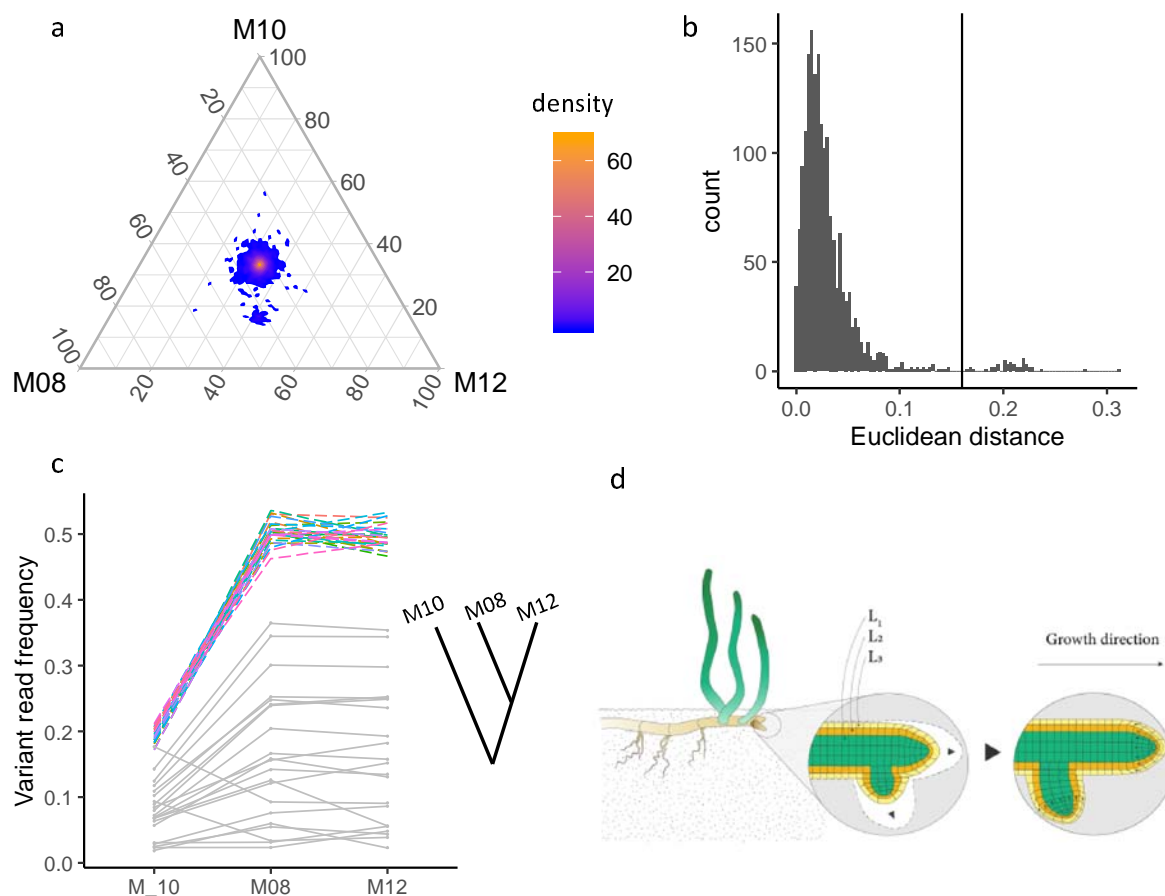 a
M10
100
80
60
40
20
20
40
60
80
100
M08
M12
20
40
60
80
100
density
60
40
20
b
150
100
50
0
count
0.0
0.1
0.2
0.3
Euclidean distance
c
0.5
0.4
0.3
0.2
0.1
0.0
Variant read frequency
M_10
M08
M12
M10
M08
M12
d
L1
L2
L3
Growth direction